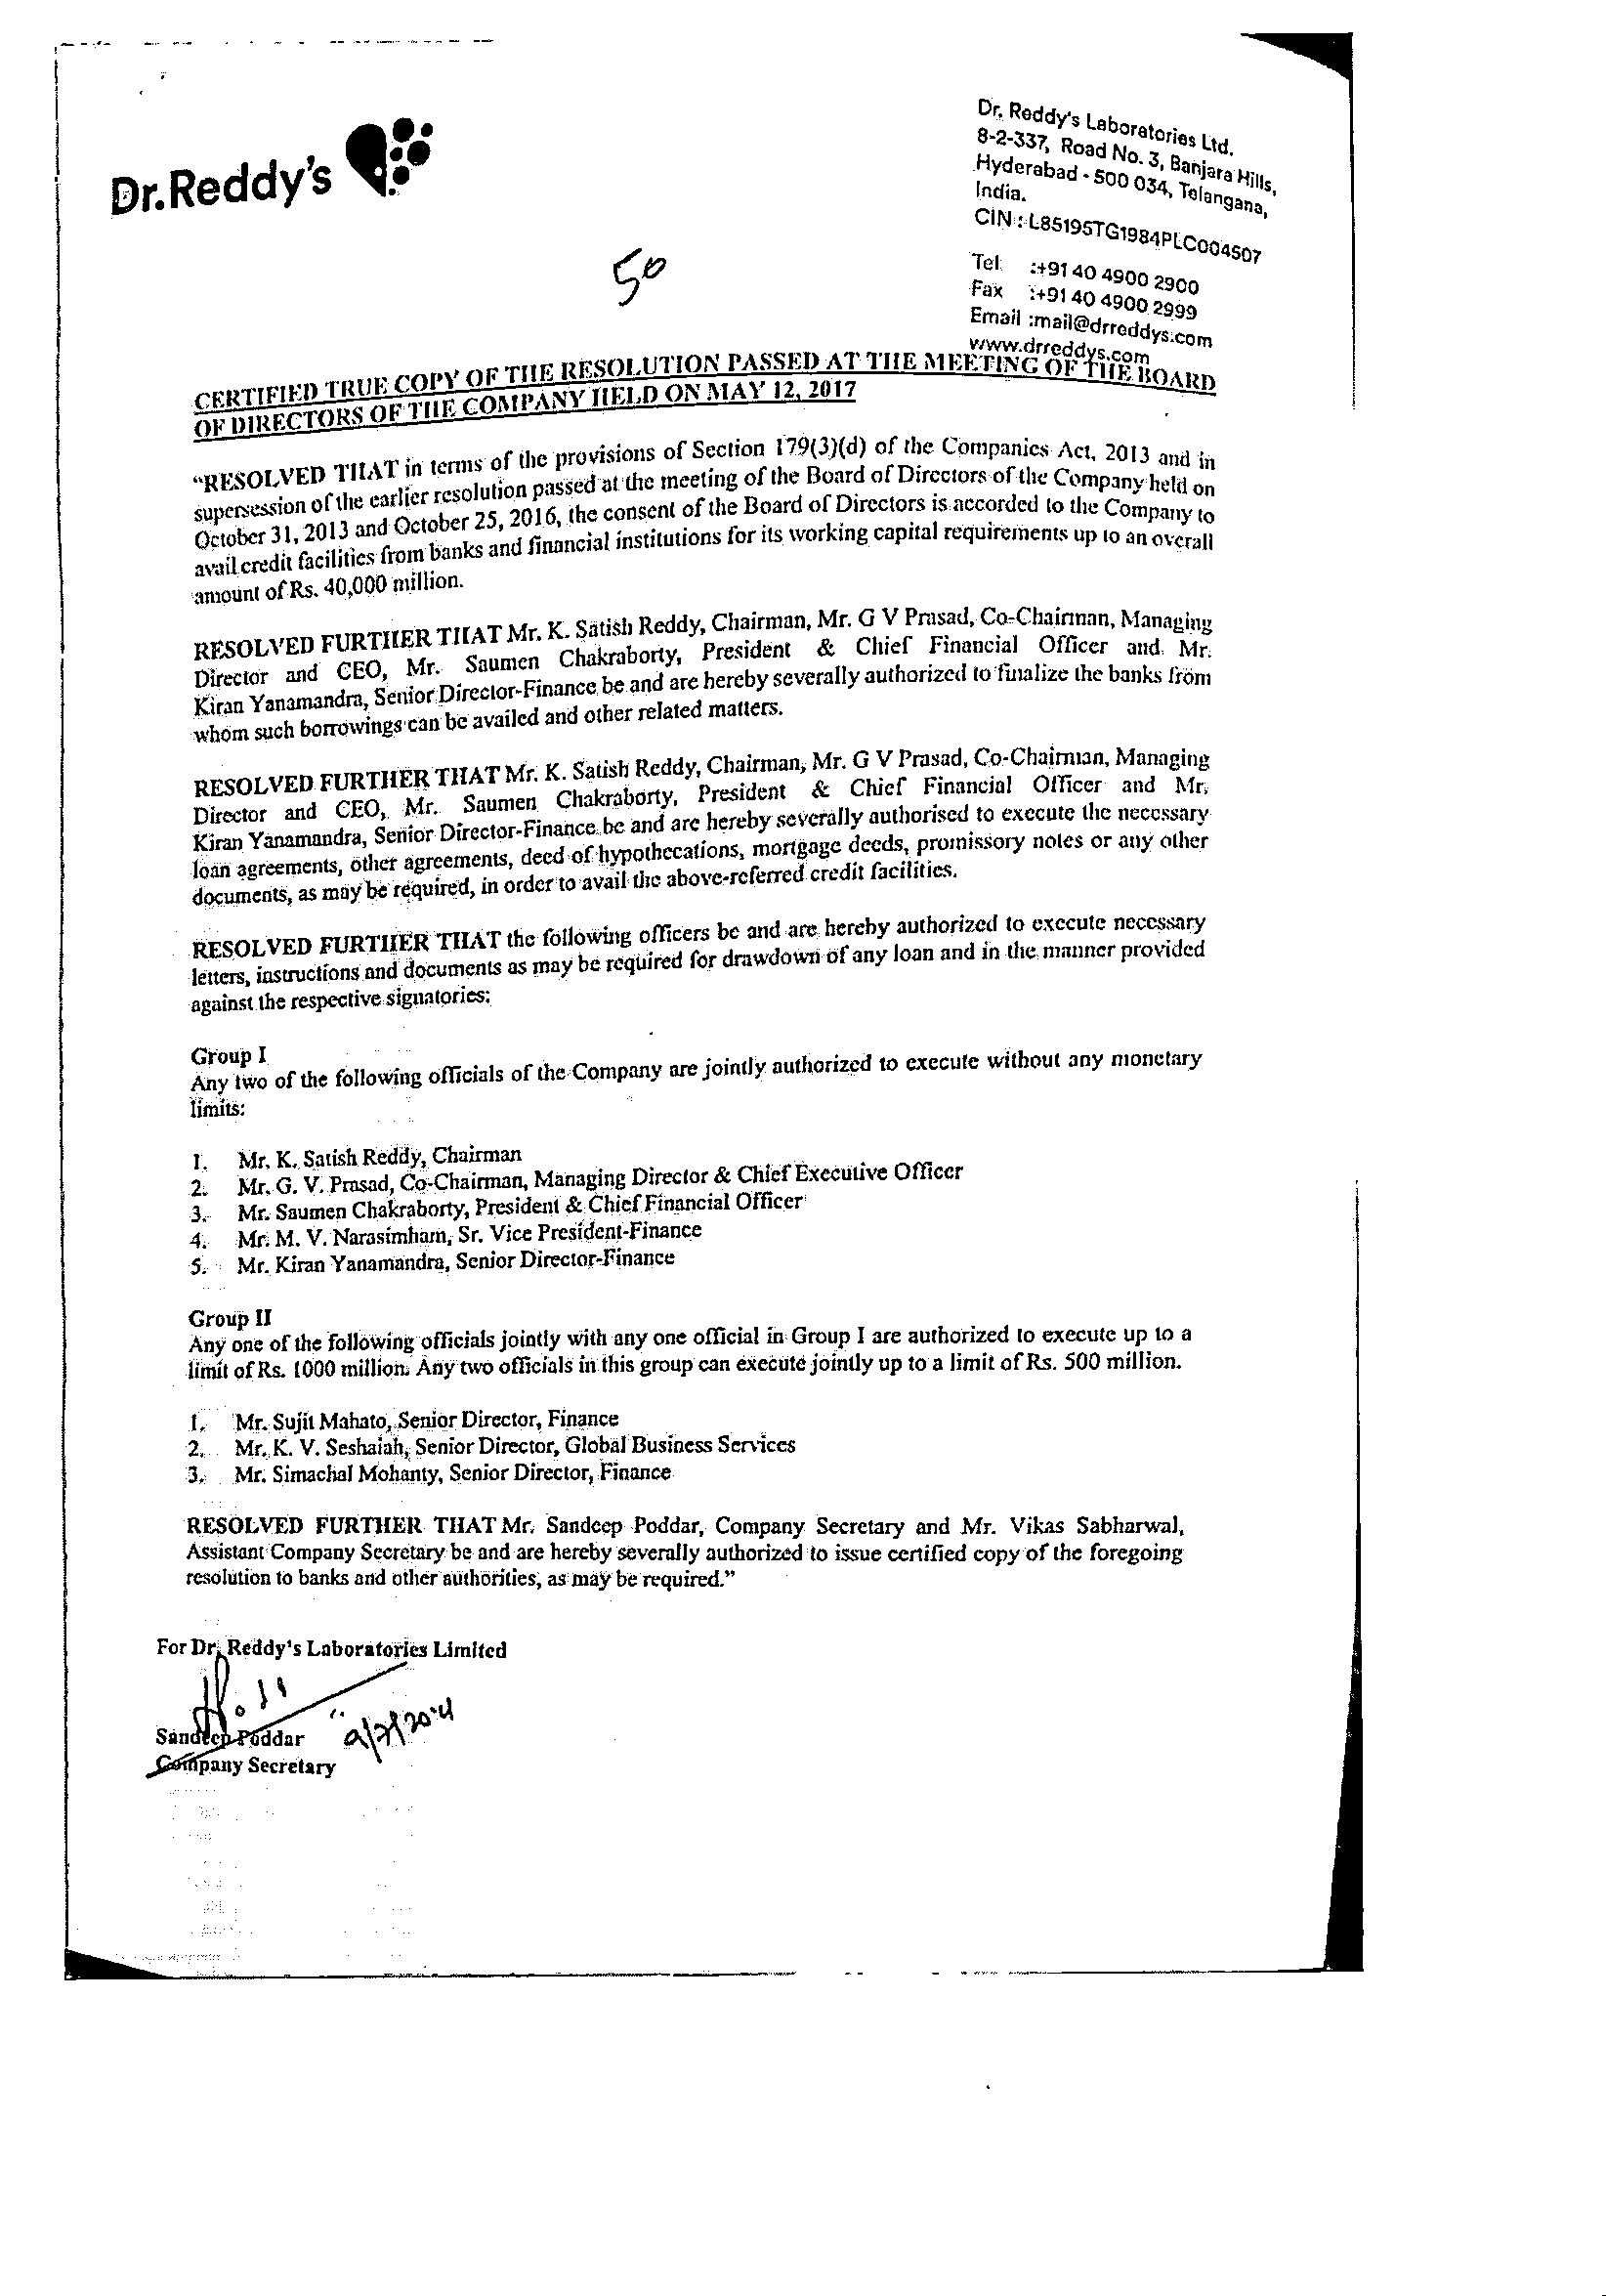 Dr.Reddy's
Dr. Reddy's Laboratories Ltd.
8-2-337, Road No. 3, Banjara Hills,
Hyderabad - 500 034, Telangana,
India.
CIN : L85195TG1984PLC004507
Tel :+91 40 4900 2900
Fax :+91 40 4900 2999
Email :mail@drreddys.com
www.drreddys.com
50
CERTIFIED TRUE COPY OF THE RESOLUTION PASSED AT THE MEETING OF THE BOARD
OF DIRECTORS OF THE COMPANY HELD ON MAY 12, 2017
“RESOLVED THAT in terms of the provisions of Section 179(3)(d) of the Companies Act, 2013 and in
supersession of the earlier resolution passed at the meeting of the Board of Directors of the Company held on
October 31, 2013 and October 25, 2016, the consent of the Board of Directors is accorded to the Company to
avail credit facilities from banks and financial institutions for its working capital requirements up to an overall
amount of Rs. 40,000 million.
RESOLVED FURTHER THAT Mr. K. Satish Reddy, Chairman, Mr. G V Prasad, Co-Chairman, Managing
Director and CEO, Mr. Saumen Chakraborty, President & Chief Financial Officer and Mr.
Kiran Yanamandra, Senior Director-Finance be and are hereby severally authorized to finalize the banks from
whom such borrowings can be availed and other related matters.
RESOLVED FURTHER THAT Mr. K. Satish Reddy, Chairman, Mr. G V Prasad, Co-Chairman, Managing
Director and CEO, Mr. Saumen Chakraborty, President & Chief Financial Officer and Mr.
Kiran Yanamandra, Senior Director-Finance be and are hereby severally authorised to execute the necessary
loan agreements, other agreements, deed of hypothecations, mortgage deeds, promissory notes or any other
documents, as may be required, in order to avail the above-referred credit facilities.
RESOLVED FURTHER THAT the following officers be and are hereby authorized to execute necessary
letters, instructions and documents as may be required for drawdown of any loan and in the manner provided
against the respective signatories:
Group I
Any two of the following officials of the Company are jointly authorized to execute without any monetary
limits:
1. Mr. K. Satish Reddy, Chairman
2. Mr. G. V. Prasad, Co-Chairman, Managing Director & Chief Executive Officer
3. Mr. Saumen Chakraborty, President & Chief Financial Officer
4. Mr. M. V. Narasimham, Sr. Vice President-Finance
5. Mr. Kiran Yanamandra, Senior Director-Finance
Group II
Any one of the following officials jointly with any one official in Group I are authorized to execute up to a
limit of Rs. 1000 million. Any two officials in this group can execute jointly up to a limit of Rs. 500 million.
1. Mr. Sujit Mahato, Senior Director, Finance
2. Mr. K. V. Seshaiah, Senior Director, Global Business Services
3. Mr. Simachal Mohanty, Senior Director, Finance
RESOLVED FURTHER THAT Mr. Sandeep Poddar, Company Secretary and Mr. Vikas Sabharwal,
Assistant Company Secretary be and are hereby severally authorized to issue certified copy of the foregoing
resolution to banks and other authorities, as may be required.”
For Dr. Reddy's Laboratories Limited
Sandeep Poddar
Company Secretary